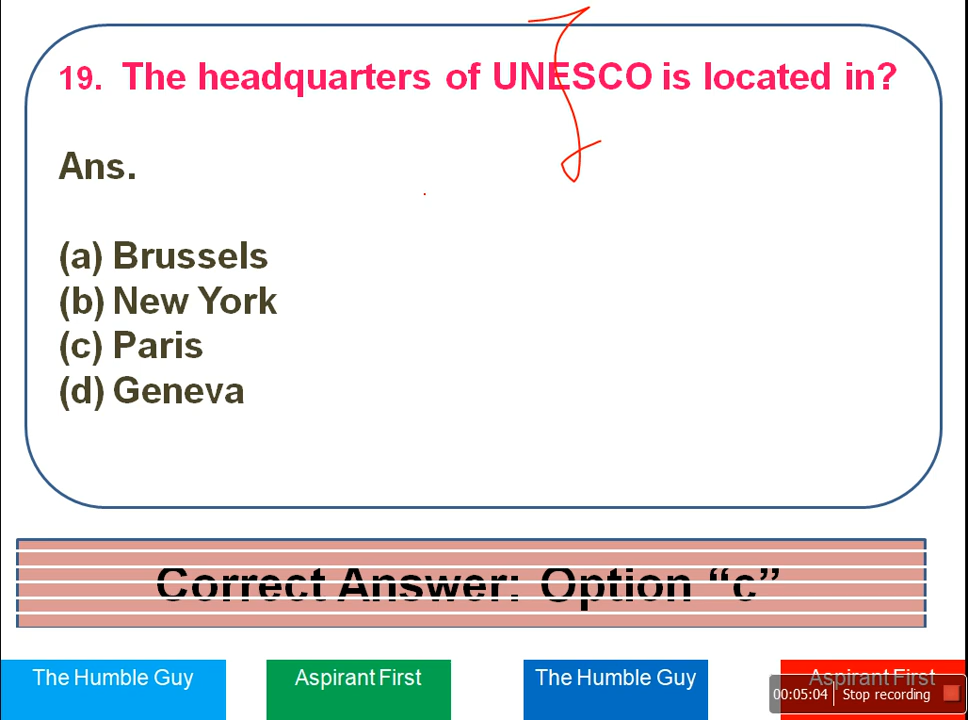 19. The headquarters of UNESCO is located in?
Ans.
(a) Brussels
(b) New York
(c) Paris
(d) Geneva
Correct Answer: Option “c”
The Humble Guy
Aspirant First
The Humble Guy
Aspirant First
00:05:04 Stop recording